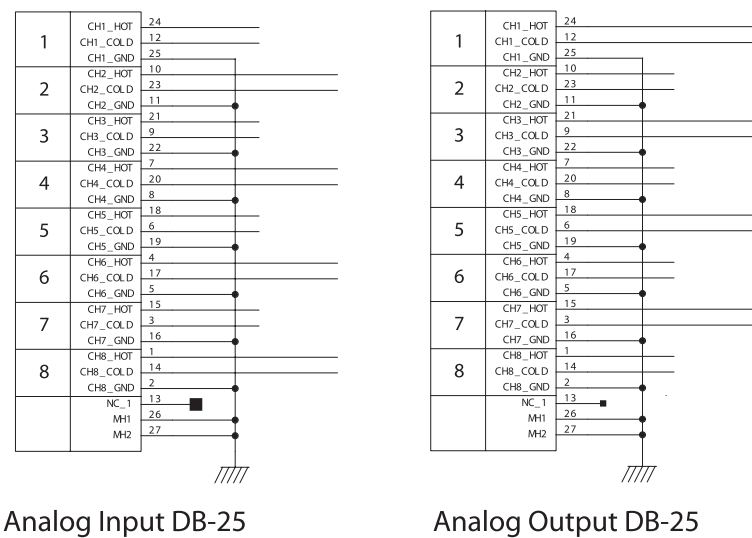 1
CH1_HOT 24
CH1_COLD 12
CH1_GND 25
2
CH2_HOT 10
CH2_COLD 23
CH2_GND 11
3
CH3_HOT 21
CH3_COLD 9
CH3_GND 22
4
CH4_HOT 7
CH4_COLD 20
CH4_GND 8
5
CH5_HOT 18
CH5_COLD 6
CH5_GND 19
6
CH6_HOT 4
CH6_COLD 17
CH6_GND 5
7
CH7_HOT 15
CH7_COLD 3
CH7_GND 16
8
CH8_HOT 1
CH8_COLD 14
CH8_GND 2
NC_1 13
MH1 26
MH2 27
Analog Input DB-25
1
CH1_HOT 24
CH1_COLD 12
CH1_GND 25
2
CH2_HOT 10
CH2_COLD 23
CH2_GND 11
3
CH3_HOT 21
CH3_COLD 9
CH3_GND 22
4
CH4_HOT 7
CH4_COLD 20
CH4_GND 8
5
CH5_HOT 18
CH5_COLD 6
CH5_GND 19
6
CH6_HOT 4
CH6_COLD 17
CH6_GND 5
7
CH7_HOT 15
CH7_COLD 3
CH7_GND 16
8
CH8_HOT 1
CH8_COLD 14
CH8_GND 2
NC_1 13
MH1 26
MH2 27
Analog Output DB-25